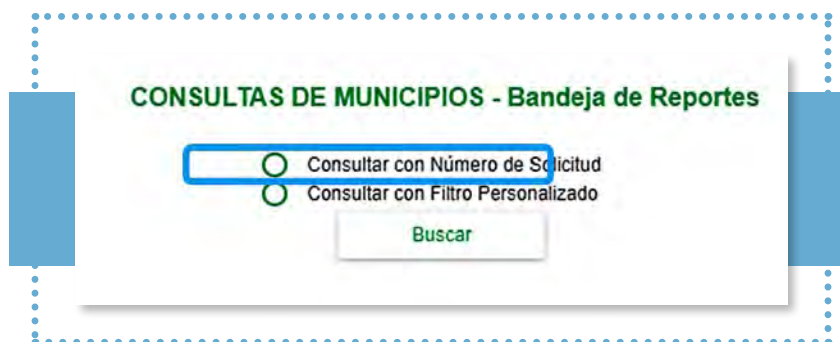 CONSULTAS DE MUNICIPIOS - Bandeja de Reportes
Consultar con Número de Solicitud
Consultar con Filtro Personalizado
Buscar